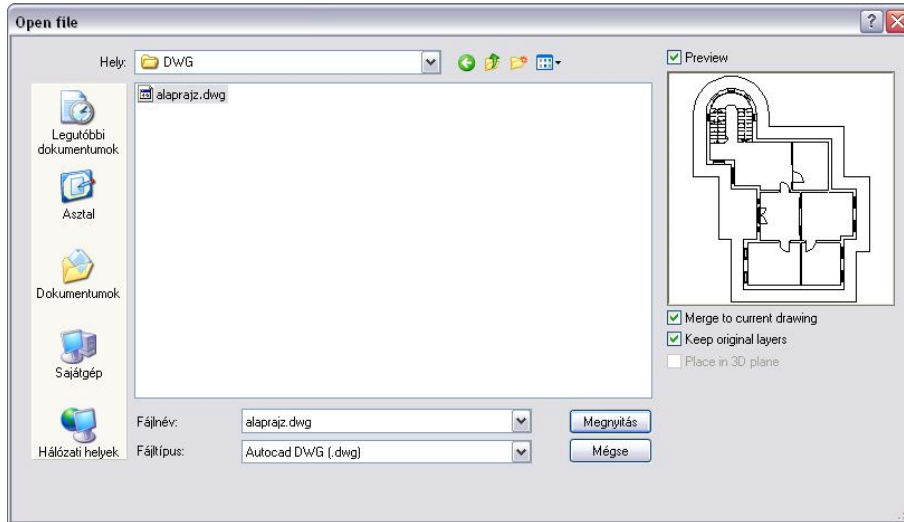 Open file
Hely:
DWG
Preview
alaprajz.dwg
Legutóbbi
dokumentumok
Asztal
Dokumentumok
Sajátgép
Hálózati helyek
Merge to current drawing
Keep original layers
Place in 3D plane
Fájlnév:
alaprajz.dwg
Megnyitás
Fájltípus:
Autocad DWG (.dwg)
Mégse